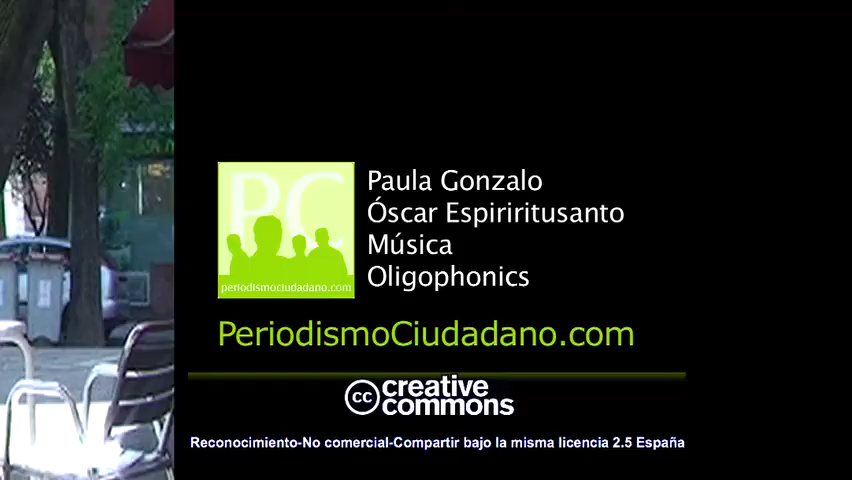 PC
periodismociudadano.com
Paula Gonzalo
Óscar Espiriritusanto
Música
Oligophonics
PeriodismoCiudadano.com
cc creative commons
Reconocimiento-No comercial-Compartir bajo la misma licencia 2.5 España